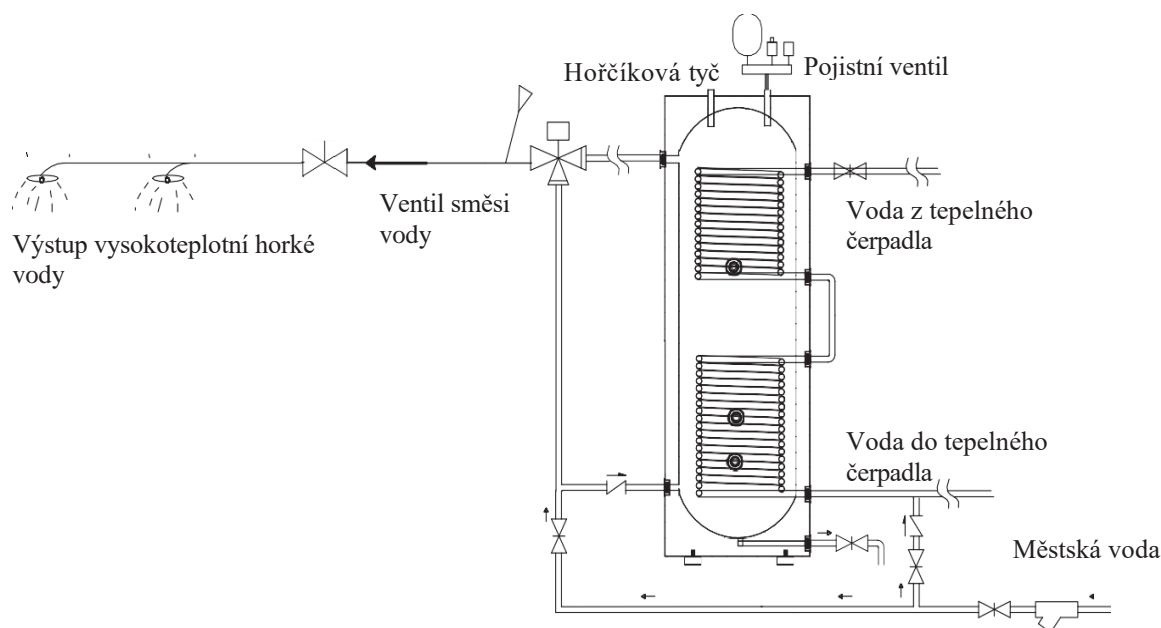 Hořčíková tyč
Pojistní ventil
Ventil směsi
vody
Výstup vysokoteplotní horké
vody
Voda z tepelného
čerpadla
Voda do tepelného
čerpadla
Městská voda